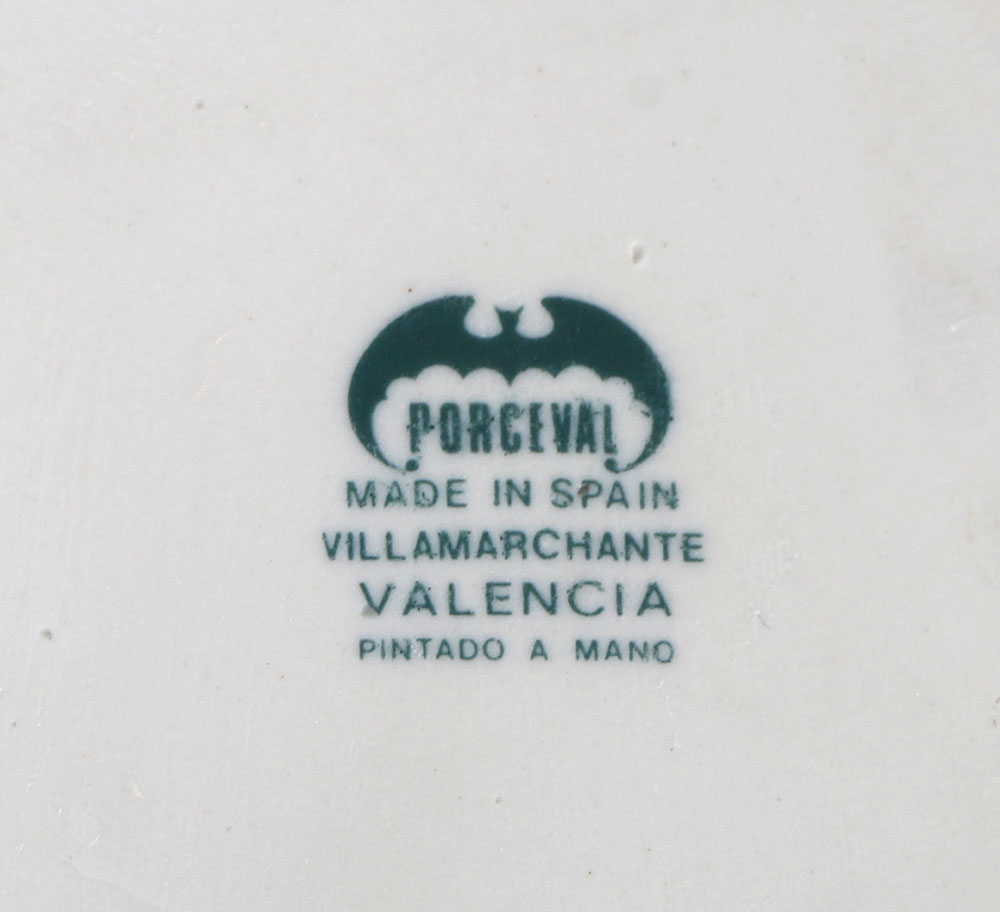 PORCEVAL
MADE IN SPAIN
VILLAMARCHANTE
VALENCIA
PINTADO A MANO